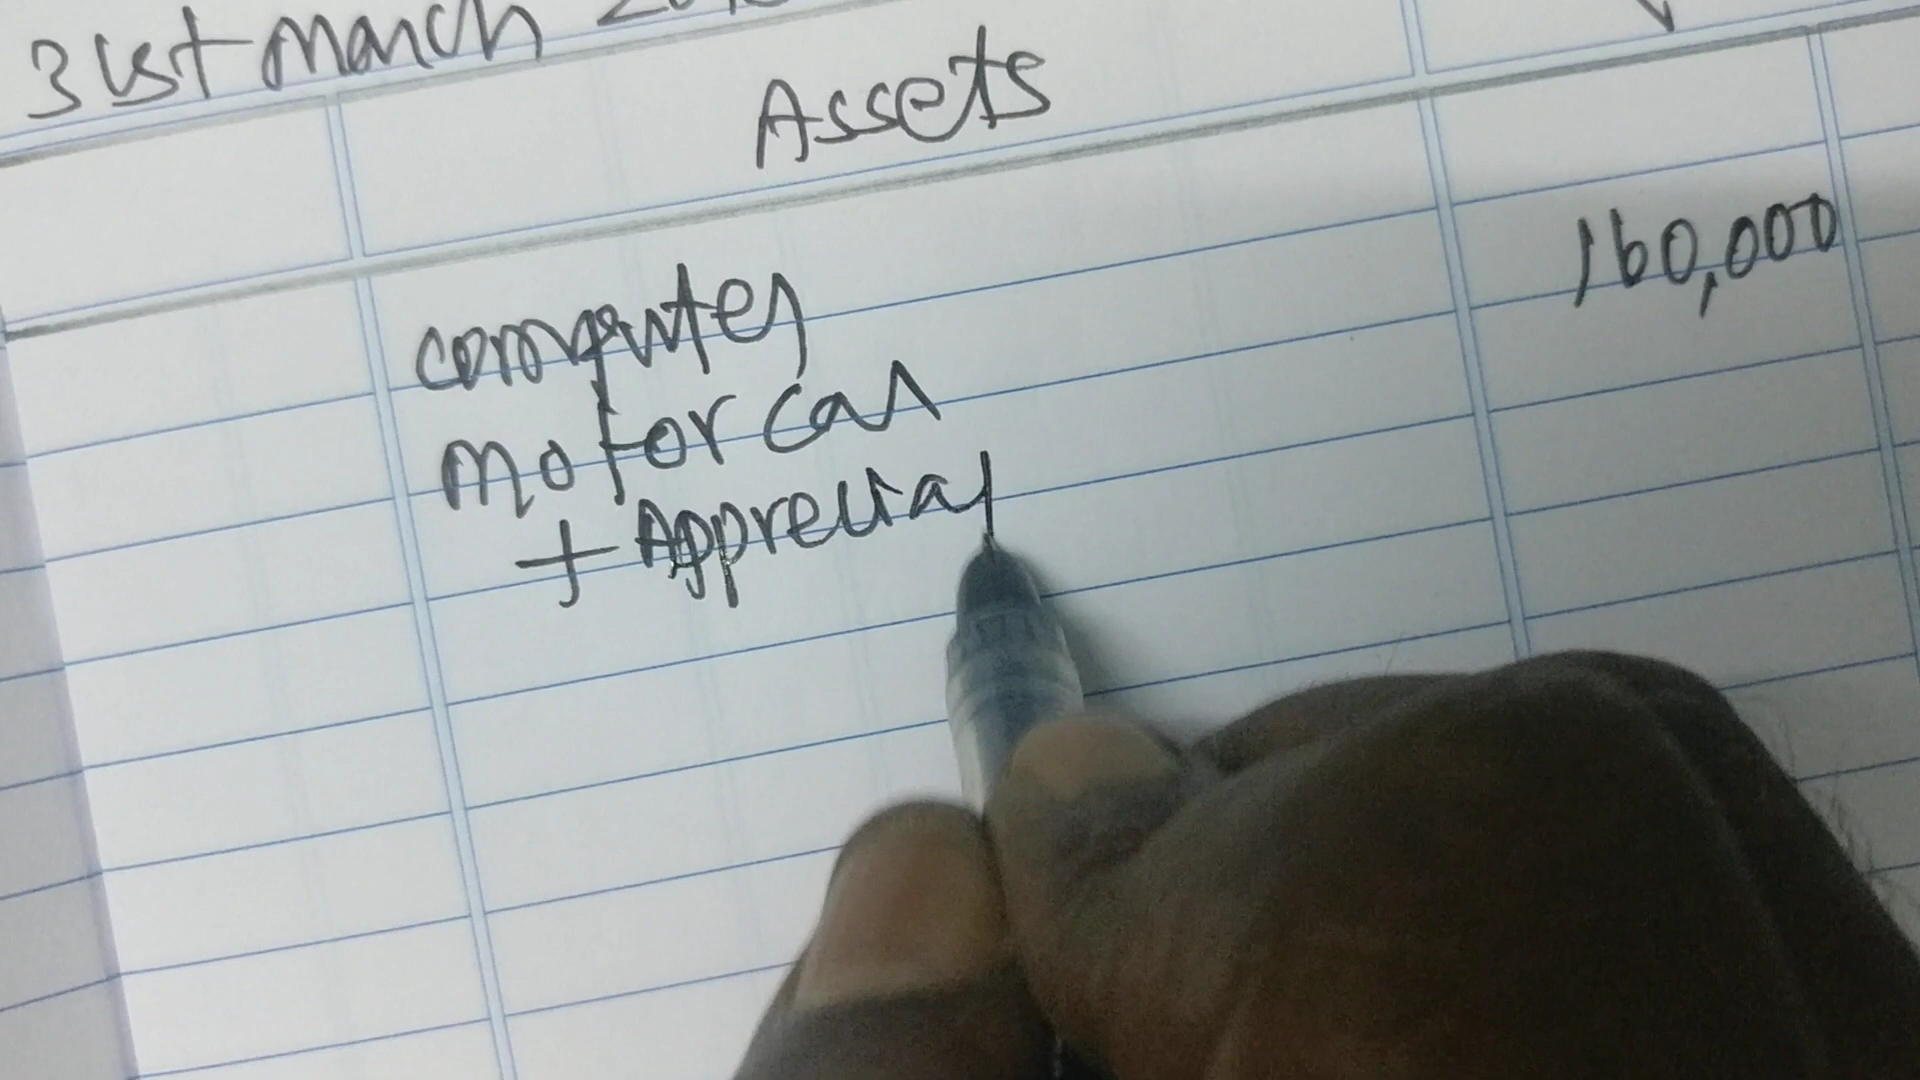 31st March
Assets
computer 160,000
motor car
+ Appreciat